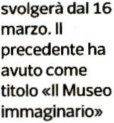 svolgerà dal 16
marzo. Il
precedente ha
avuto come
titolo «Il Museo
immaginario»